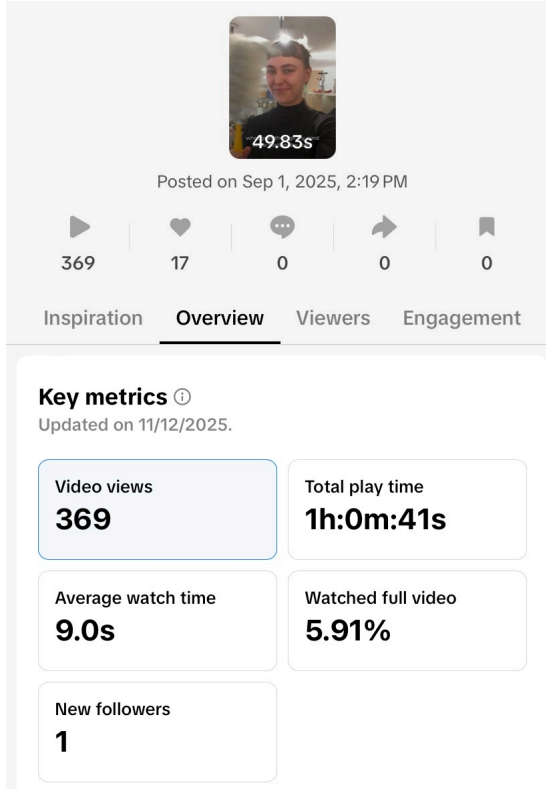 49.83s
Posted on Sep 1, 2025, 2:19 PM
369 17 0 0 0
Inspiration Overview Viewers Engagement
Key metrics
Updated on 11/12/2025.
Video views
369
Total play time
1h:0m:41s
Average watch time
9.0s
Watched full video
5.91%
New followers
1